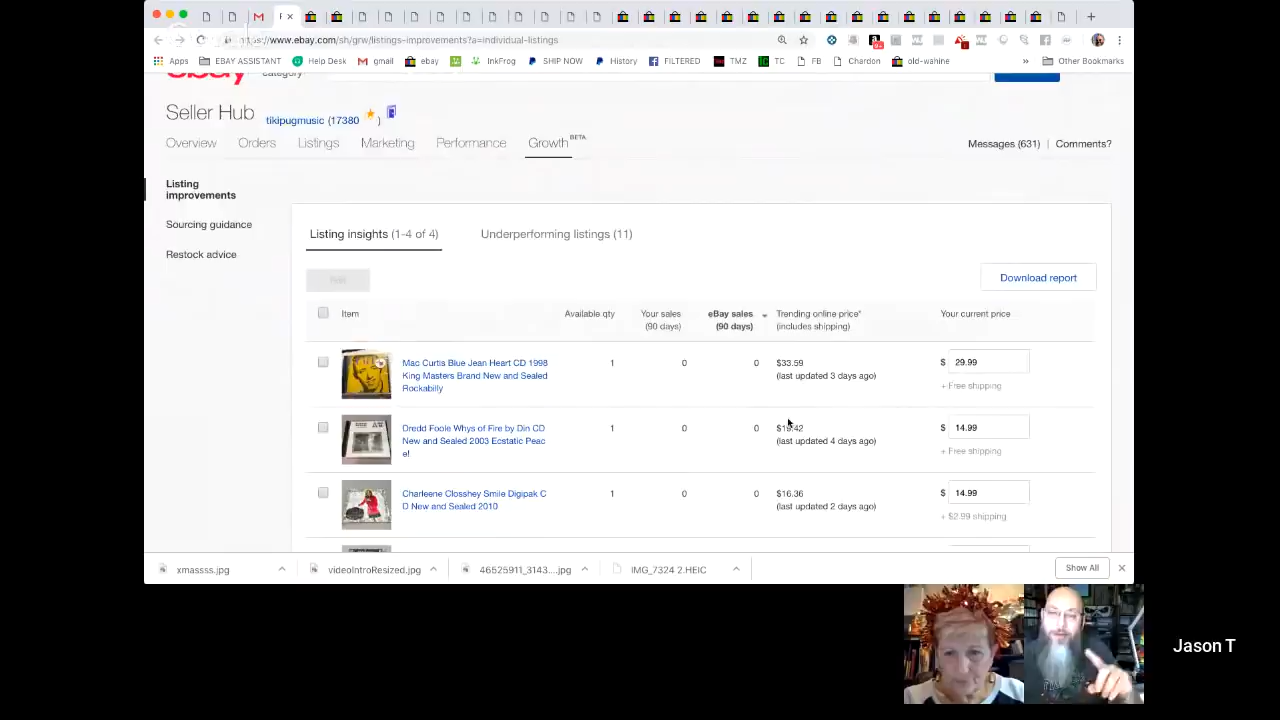 https://www.ebay.com/sh/grw/listings-improvements?a=individual-listings
Apps EBAY ASSISTANT Help Desk gmail ebay InkFrog SHIP NOW History FILTERED TMZ TC FB Chardon old-wahine » Other Bookmarks
ebay category
Seller Hub tikipugmusic (17380 )
Overview Orders Listings Marketing Performance Growth BETA Messages (631) Comments?
Listing
improvements
Sourcing guidance
Restock advice
Listing insights (1-4 of 4) Underperforming listings (11)
Download report
Item Available qty Your sales eBay sales Trending online price* Your current price
(90 days) (90 days) (includes shipping)
Mac Curtis Blue Jean Heart CD 1998 1 0 0 $33.59 $ 29.99
King Masters Brand New and Sealed (last updated 3 days ago) + Free shipping
Rockabilly
Dredd Foole Whys of Fire by Din CD 1 0 0 $ .42 $ 14.99
New and Sealed 2003 Ecstatic Peac (last updated 4 days ago) + Free shipping
e!
Charleene Closshey Smile Digipak C 1 0 0 $16.36 $ 14.99
D New and Sealed 2010 (last updated 2 days ago) + $2.99 shipping
xmassss.jpg videoIntroResized.jpg 46525911_3143....jpg IMG_7324 2.HEIC Show All
Jason T